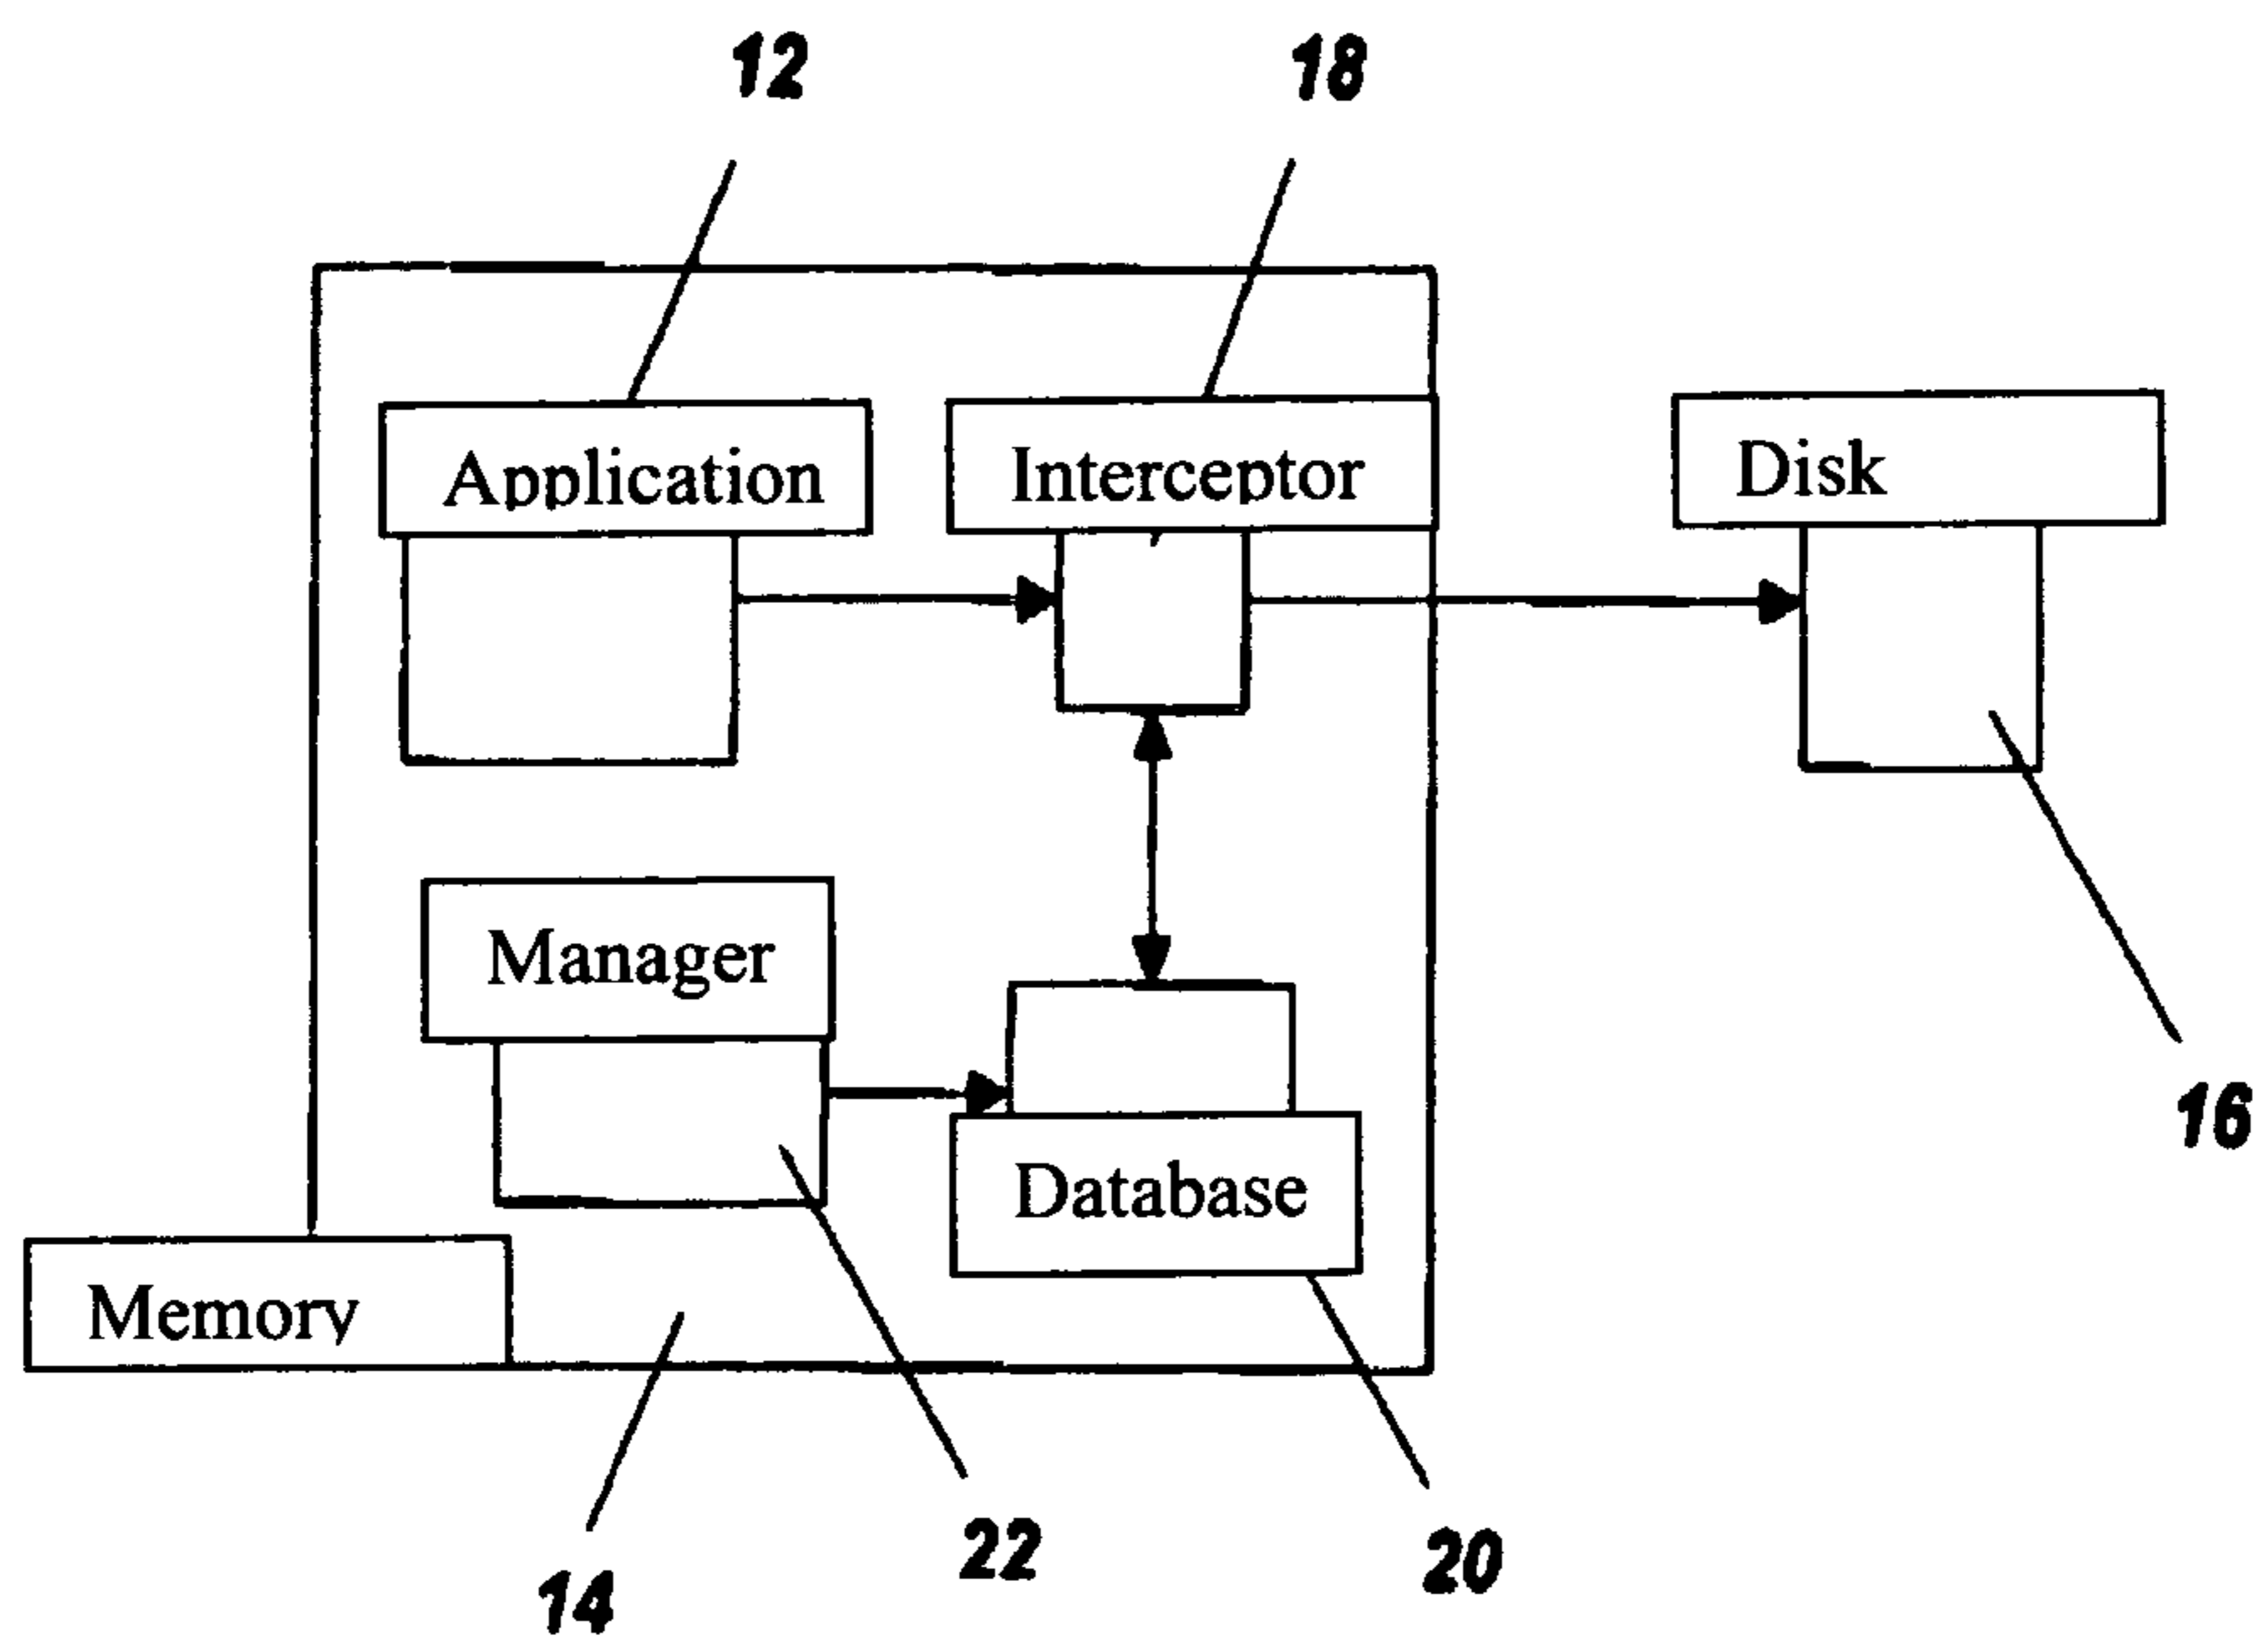 12
18
Application
Interceptor
Disk
Manager
16
Database
Memory
22
20
14